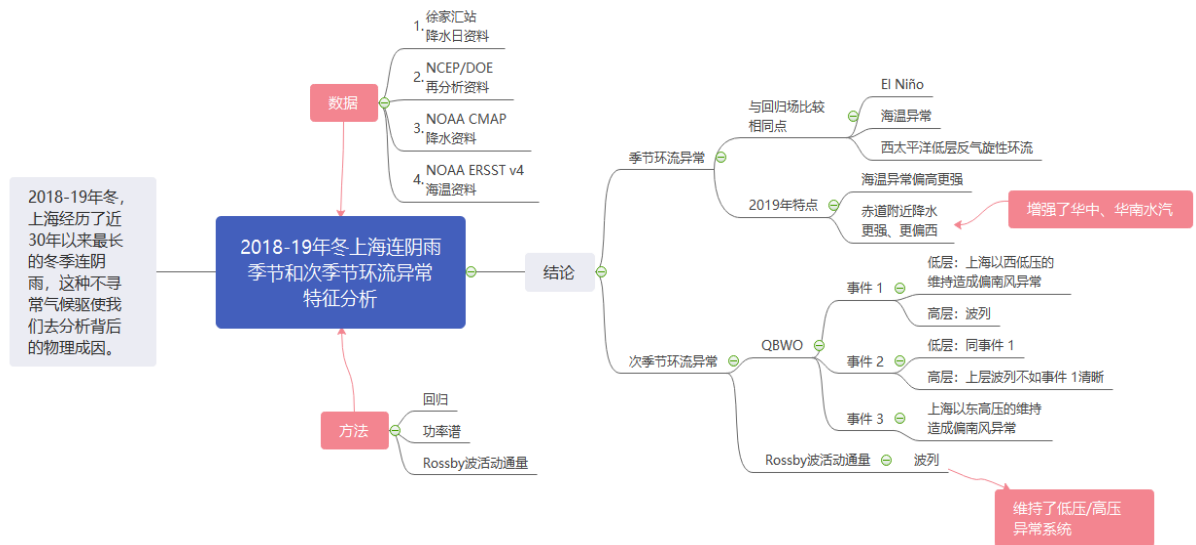 2018-19年冬，
上海经历了近
30年以来最长
的冬季连阴
雨，这种不寻
常气候驱使我
们去分析背后
的物理成因。
2018-19年冬上海连阴雨
季节和次季节环流异常
特征分析
数据
1. 徐家汇站
降水日资料
2. NCEP/DOE
再分析资料
3. NOAA CMAP
降水资料
4. NOAA ERSST v4
海温资料
方法
回归
功率谱
Rossby波活动通量
结论
季节环流异常
与回归场比较
相同点
El Niño
海温异常
西太平洋低层反气旋性环流
2019年特点
海温异常偏高更强
赤道附近降水
更强、更偏西
增强了华中、华南水汽
次季节环流异常
QBWO
事件 1
低层：上海以西低压的
维持造成偏南风异常
高层：波列
事件 2
低层：同事件 1
高层：上层波列不如事件 1清晰
事件 3
上海以东高压的维持
造成偏南风异常
Rossby波活动通量
波列
维持了低压/高压
异常系统